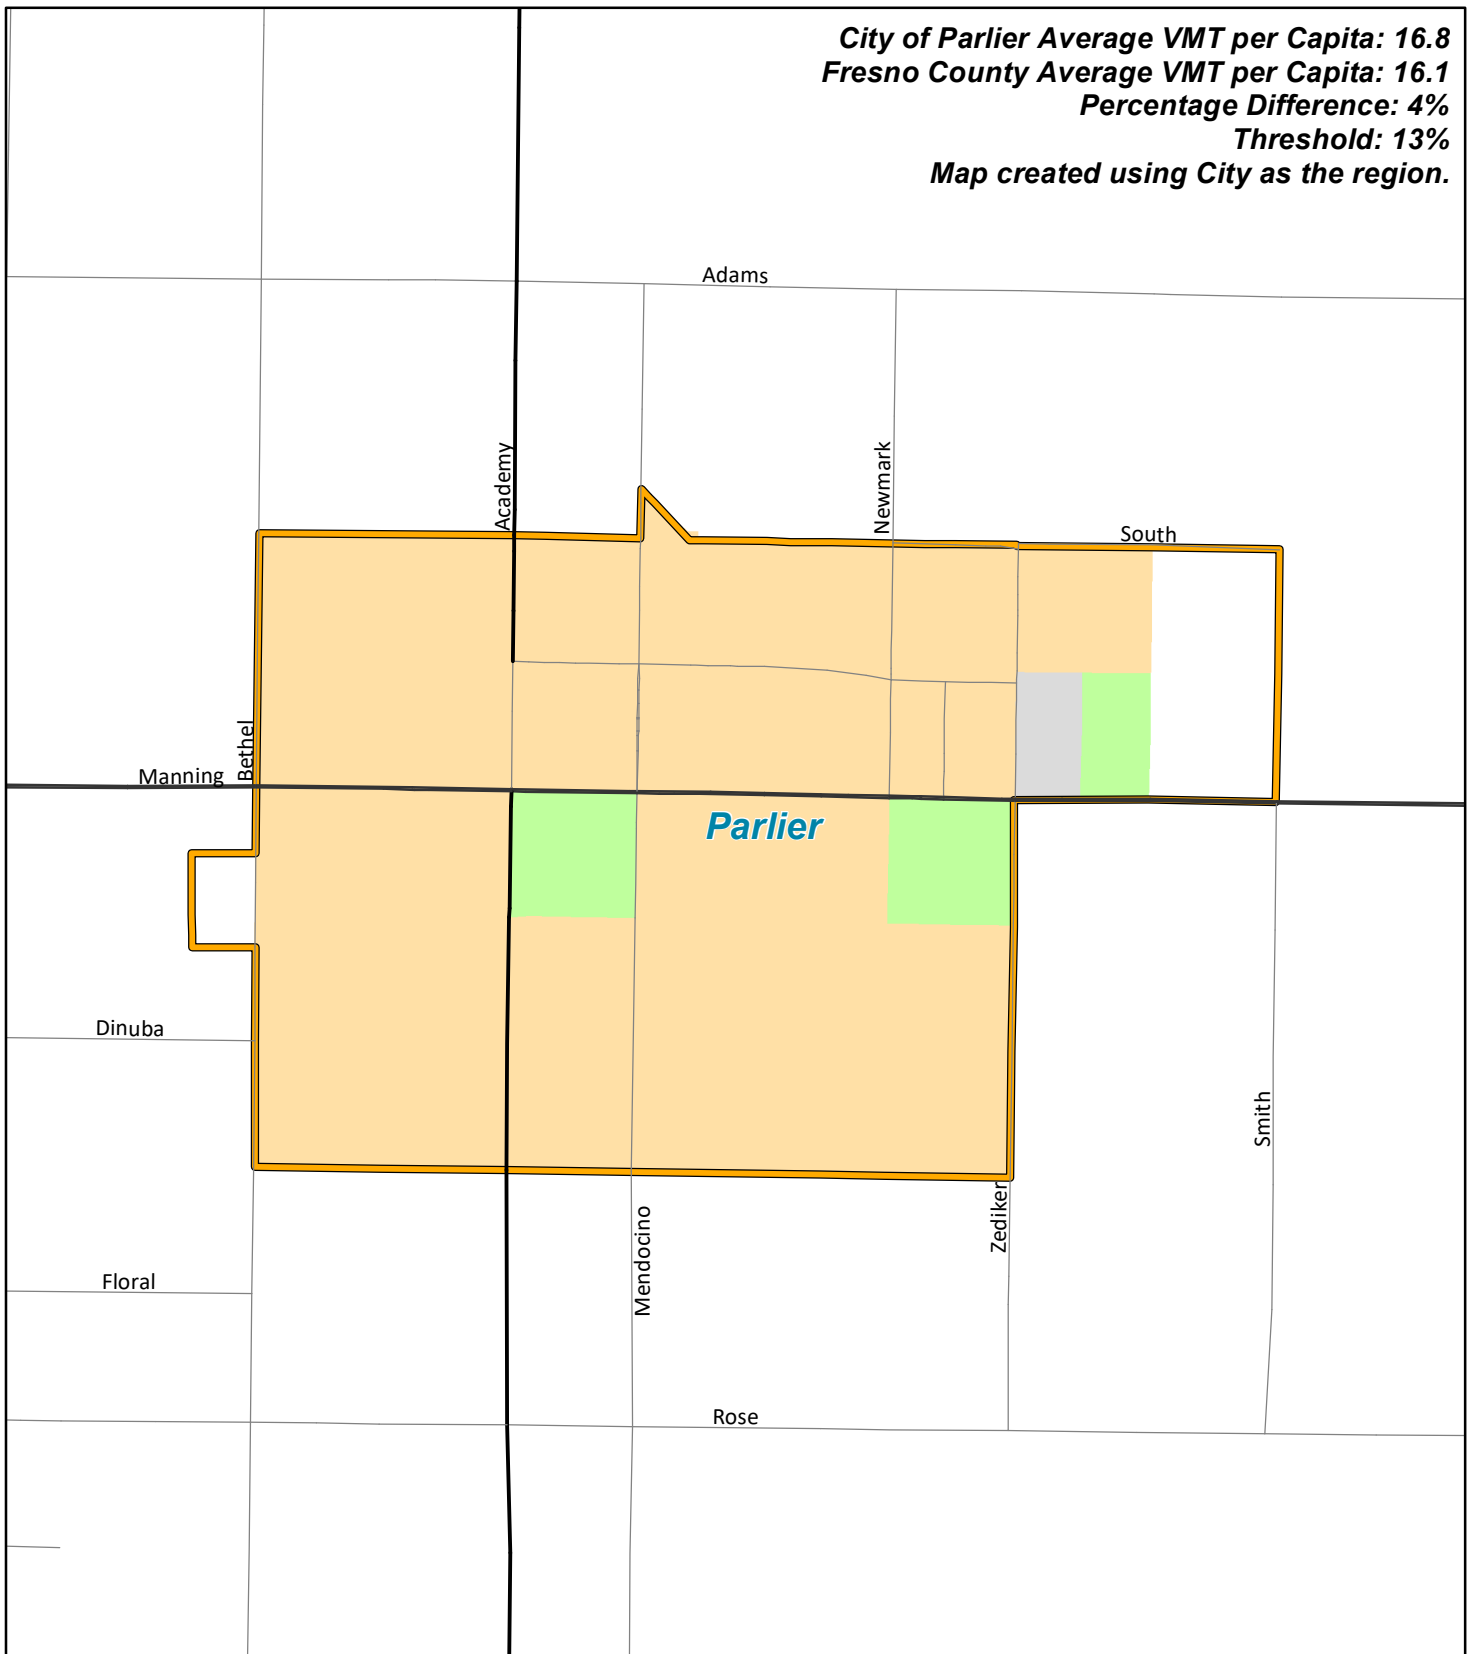 City of Parlier Average VMT per Capita: 16.8
Fresno County Average VMT per Capita: 16.1
Percentage Difference: 4%
Threshold: 13%
Map created using City as the region.
Adams
Academy
Newmark
South
Bethel
Manning
Parlier
Dinuba
Smith
Zediker
Mendocino
Floral
Rose